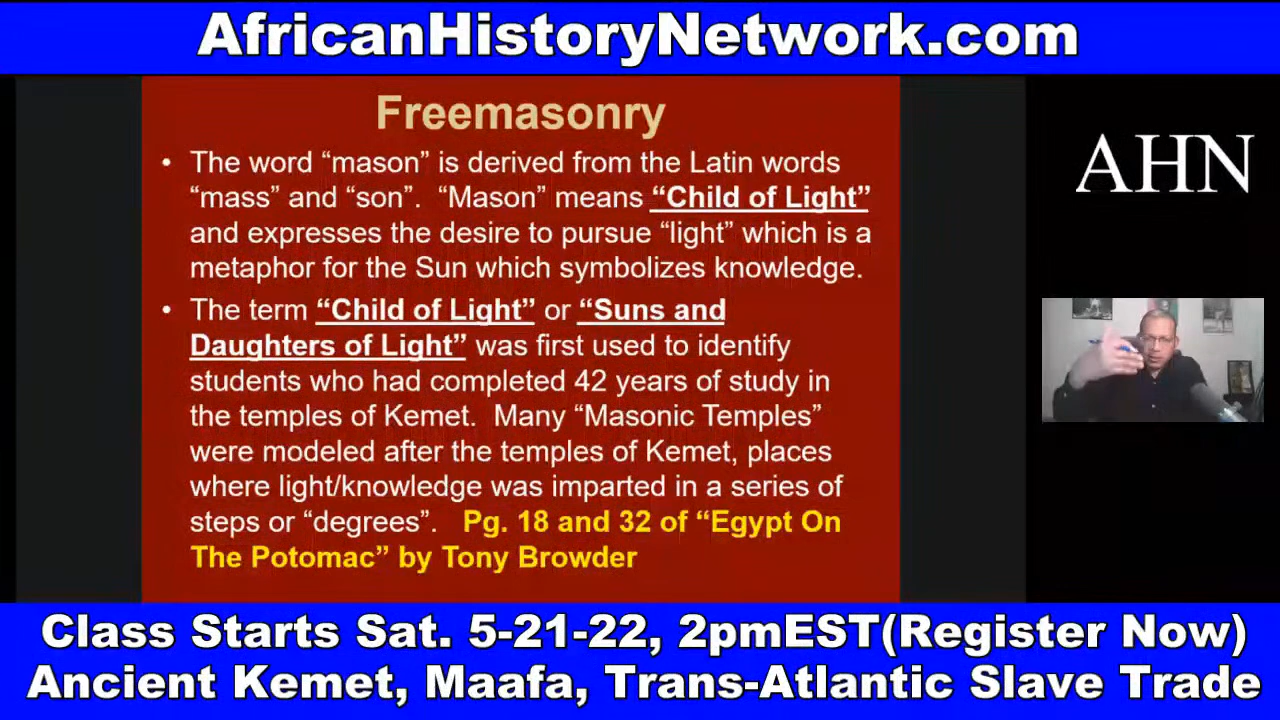 AfricanHistoryNetwork.com
Freemasonry
• The word “mason” is derived from the Latin words
“mass” and “son”. “Mason” means “Child of Light”
and expresses the desire to pursue “light” which is a
metaphor for the Sun which symbolizes knowledge.
• The term “Child of Light” or “Suns and
Daughters of Light” was first used to identify
students who had completed 42 years of study in
the temples of Kemet. Many “Masonic Temples”
were modeled after the temples of Kemet, places
where light/knowledge was imparted in a series of
steps or “degrees”. Pg. 18 and 32 of “Egypt On
The Potomac” by Tony Browder
AHN
Class Starts Sat. 5-21-22, 2pmEST(Register Now)
Ancient Kemet, Maafa, Trans-Atlantic Slave Trade